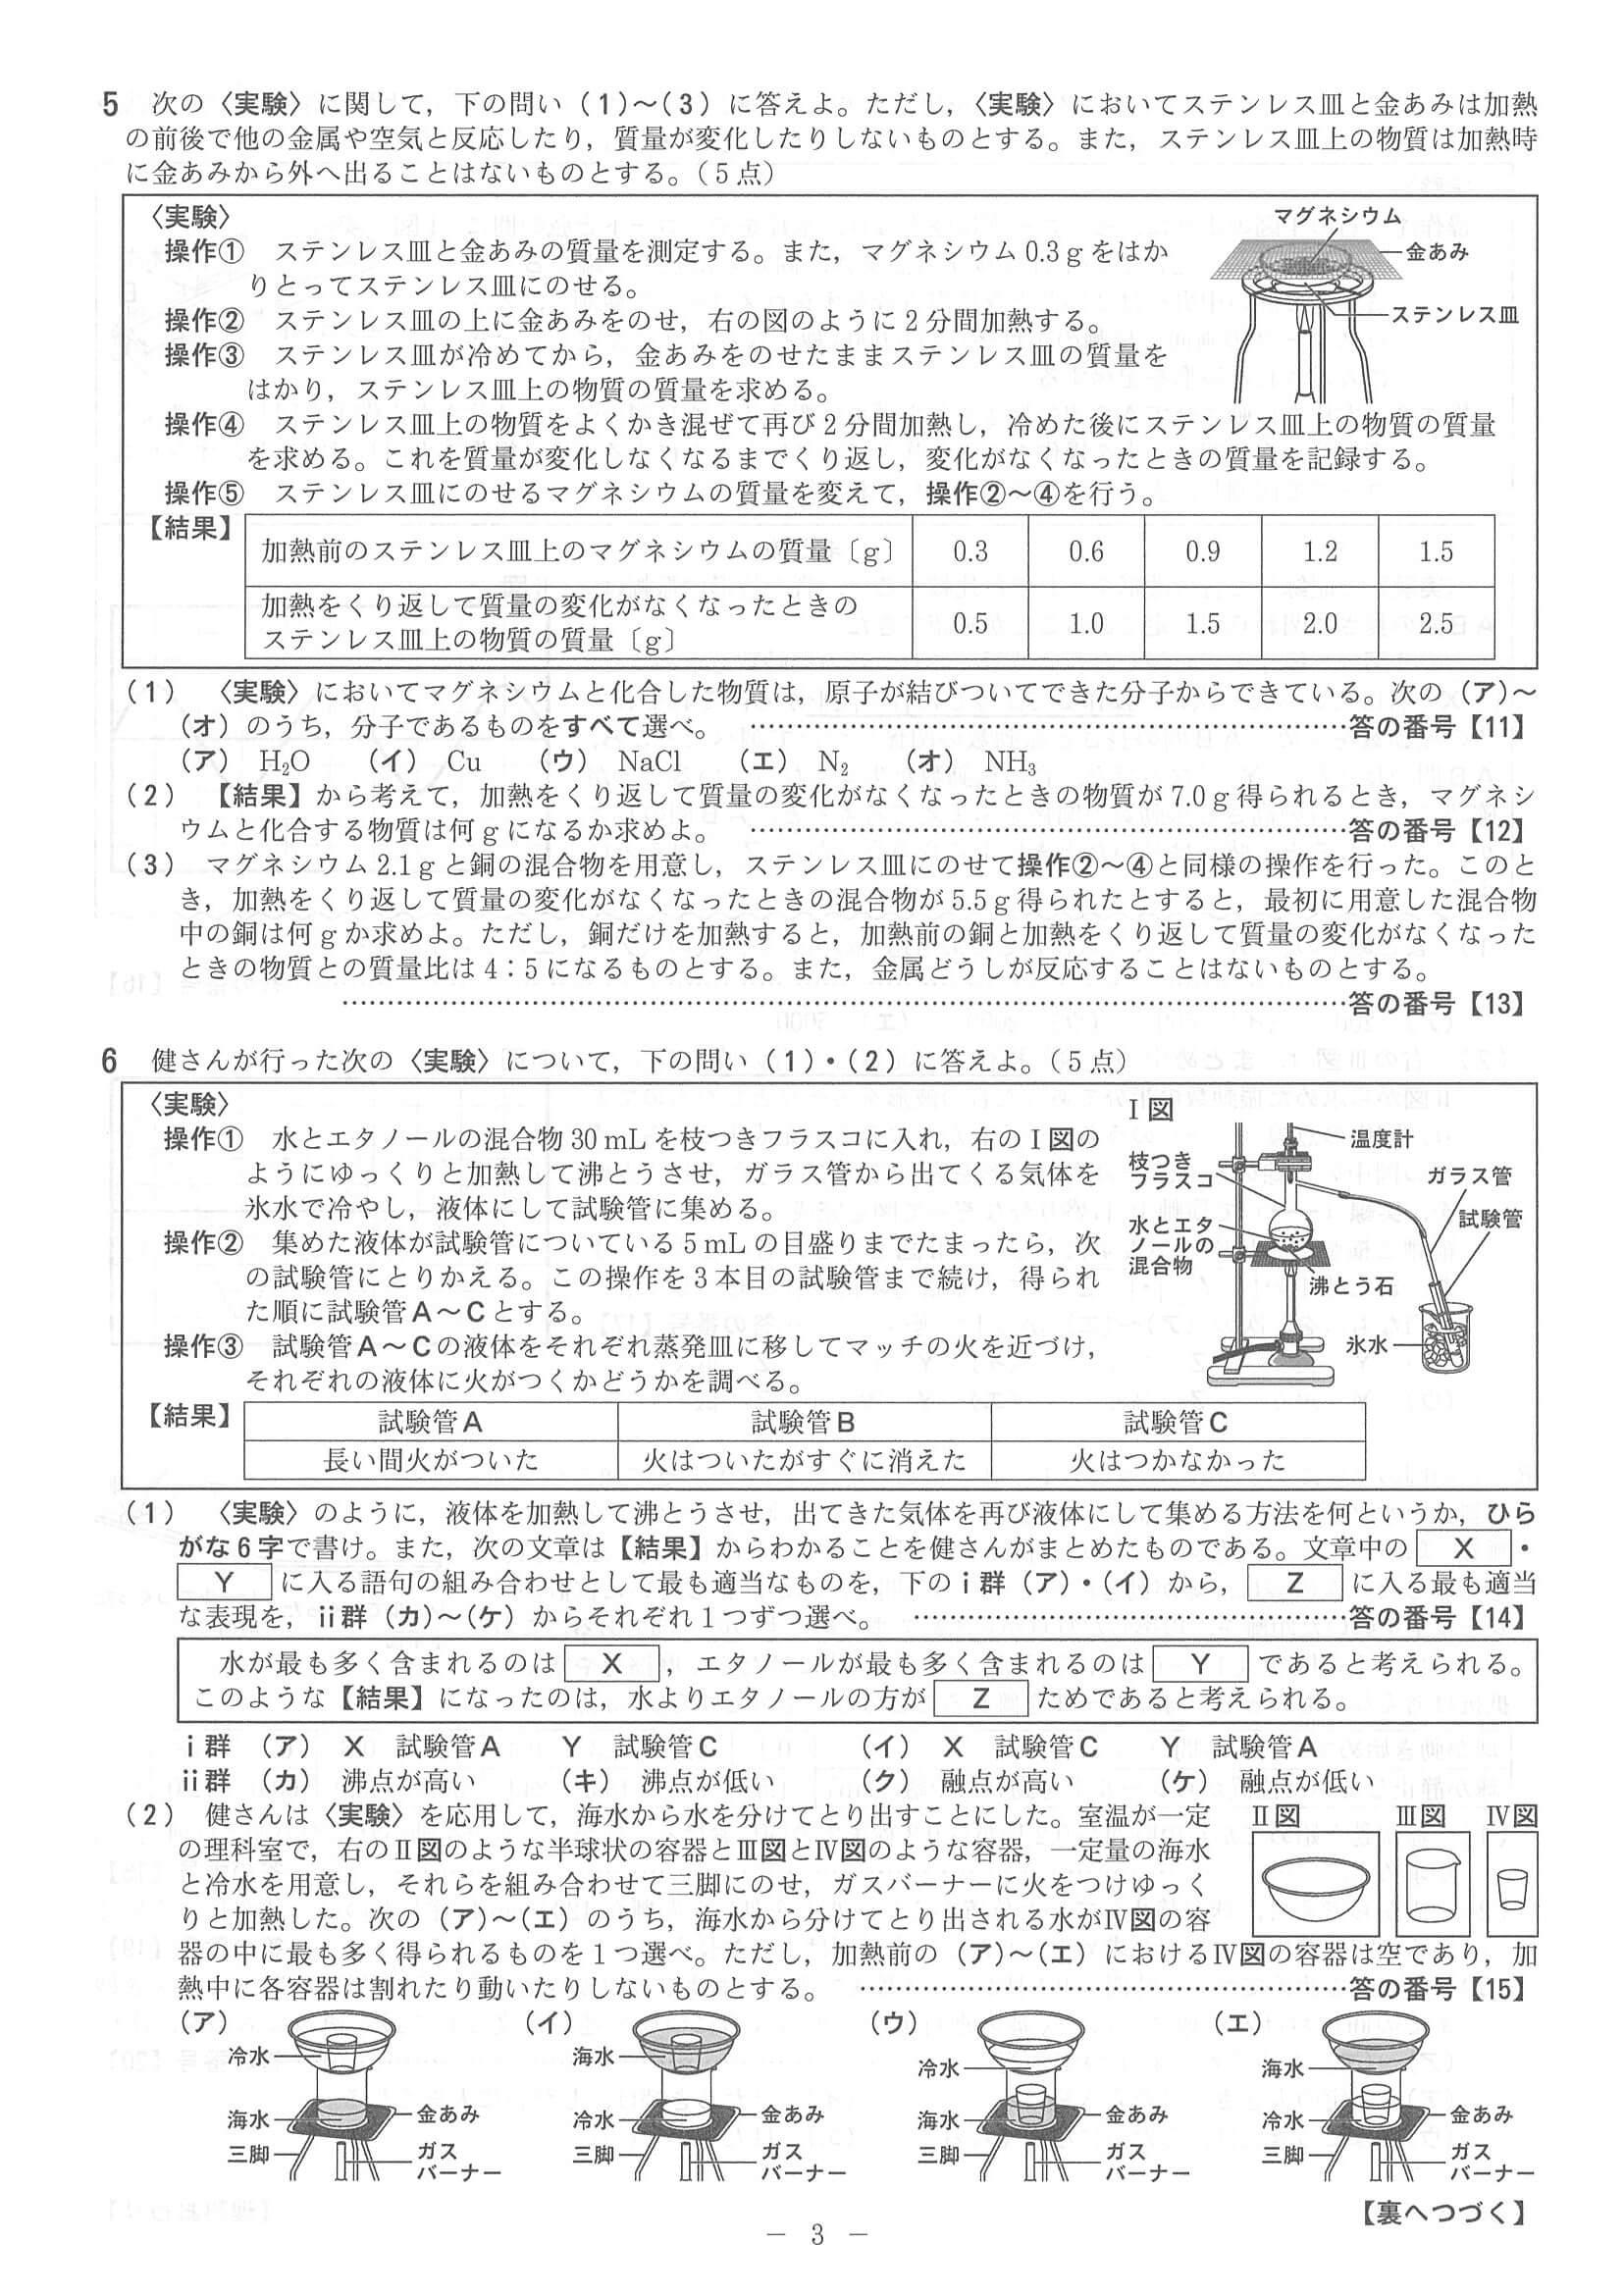 5　次の〈実験〉に関して，下の問い（1）～（3）に答えよ。ただし，〈実験〉においてステンレス皿と金あみは加熱
の前後で他の金属や空気と反応したり，質量が変化したりしないものとする。また，ステンレス皿上の物質は加熱時
に金あみから外へ出ることはないものとする。（5点）
〈実験〉
操作①　ステンレス皿と金あみの質量を測定する。また，マグネシウム 0.3 g をはか
りとってステンレス皿にのせる。
操作②　ステンレス皿の上に金あみをのせ，右の図のように2分間加熱する。
操作③　ステンレス皿が冷めてから，金あみをのせたままステンレス皿の質量を
はかり，ステンレス皿上の物質の質量を求める。
操作④　ステンレス皿上の物質をよくかき混ぜて再び2分間加熱し，冷めた後にステンレス皿上の物質の質量
を求める。これを質量が変化しなくなるまでくり返し，変化がなくなったときの質量を記録する。
操作⑤　ステンレス皿にのせるマグネシウムの質量を変えて，操作②～④を行う。
マグネシウム
金あみ
ステンレス皿
【結果】
加熱前のステンレス皿上のマグネシウムの質量〔g〕　0.3　0.6　0.9　1.2　1.5
加熱をくり返して質量の変化がなくなったときの
ステンレス皿上の物質の質量〔g〕　0.5　1.0　1.5　2.0　2.5
（1）　〈実験〉においてマグネシウムと化合した物質は，原子が結びついてできた分子からできている。次の（ア）～
（オ）のうち，分子であるものをすべて選べ。　……………………………………………………答の番号【11】
（ア）　H₂O　（イ）　Cu　（ウ）　NaCl　（エ）　N₂　（オ）　NH₃
（2）　【結果】から考えて，加熱をくり返して質量の変化がなくなったときの物質が 7.0 g 得られるとき，マグネシ
ウムと化合する物質は何 g になるか求めよ。　……………………………………………………答の番号【12】
（3）　マグネシウム 2.1 g と銅の混合物を用意し，ステンレス皿にのせて操作②～④と同様の操作を行った。このと
き，加熱をくり返して質量の変化がなくなったときの混合物が 5.5 g 得られたとすると，最初に用意した混合物
中の銅は何 g か求めよ。ただし，銅だけを加熱すると，加熱前の銅と加熱をくり返して質量の変化がなくなった
ときの物質との質量比は 4：5 になるものとする。また，金属どうしが反応することはないものとする。
……………………………………………………………………………………答の番号【13】
6　健さんが行った次の〈実験〉について，下の問い（1）・（2）に答えよ。（5点）
〈実験〉
操作①　水とエタノールの混合物 30 mL を枝つきフラスコに入れ，右のⅠ図の
ようにゆっくりと加熱して沸とうさせ，ガラス管から出てくる気体を
氷水で冷やし，液体にして試験管に集める。
操作②　集めた液体が試験管についている 5 mL の目盛りまでたまったら，次
の試験管にとりかえる。この操作を3本目の試験管まで続け，得られ
た順に試験管A～Cとする。
操作③　試験管A～Cの液体をそれぞれ蒸発皿に移してマッチの火を近づけ，
それぞれの液体に火がつくかどうかを調べる。
Ⅰ図
温度計
枝つき
フラスコ
ガラス管
試験管
水とエタ
ノールの
混合物
沸とう石
氷水
【結果】
試験管A　試験管B　試験管C
長い間火がついた　火はついたがすぐに消えた　火はつかなかった
（1）　〈実験〉のように，液体を加熱して沸とうさせ，出てきた気体を再び液体にして集める方法を何というか，ひら
がな6字で書け。また，次の文章は【結果】からわかることを健さんがまとめたものである。文章中の X ・
Y に入る語句の組み合わせとして最も適当なものを，下のⅰ群（ア）・（イ）から， Z に入る最も適当
な表現を，ⅱ群（カ）～（ケ）からそれぞれ1つずつ選べ。　……………………………………答の番号【14】
水が最も多く含まれるのは X ，エタノールが最も多く含まれるのは Y であると考えられる。
このような【結果】になったのは，水よりエタノールの方が Z ためであると考えられる。
ⅰ群　（ア）　X　試験管A　Y　試験管C　（イ）　X　試験管C　Y　試験管A
ⅱ群　（カ）　沸点が高い　（キ）　沸点が低い　（ク）　融点が高い　（ケ）　融点が低い
（2）　健さんは〈実験〉を応用して，海水から水を分けてとり出すことにした。室温が一定
の理科室で，右のⅡ図のような半球状の容器とⅢ図とⅣ図のような容器，一定量の海水
と冷水を用意し，それらを組み合わせて三脚にのせ，ガスバーナーに火をつけゆっく
りと加熱した。次の（ア）～（エ）のうち，海水から分けてとり出される水がⅣ図の容
器の中に最も多く得られるものを1つ選べ。ただし，加熱前の（ア）～（エ）におけるⅣ図の容器は空であり，加
熱中に各容器は割れたり動いたりしないものとする。　…………………………………………答の番号【15】
Ⅱ図　Ⅲ図　Ⅳ図
（ア）　（イ）　（ウ）　（エ）
冷水　海水　冷水　海水
海水　金あみ　冷水　金あみ　海水　金あみ　冷水　金あみ
三脚　ガス　三脚　ガス　三脚　ガス　三脚　ガス
バーナー　バーナー　バーナー　バーナー
【裏へつづく】
－ 3 －